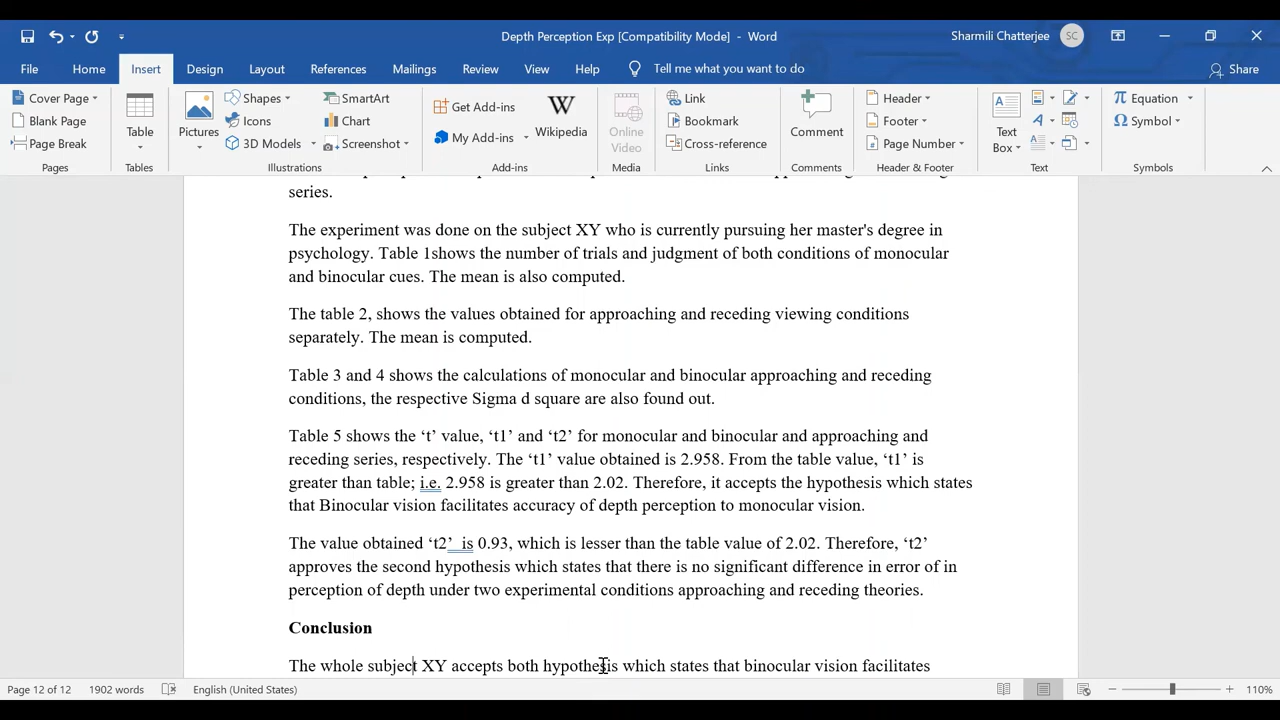 Depth Perception Exp [Compatibility Mode] - Word
Sharmili Chatterjee
SC
File
Home
Insert
Design
Layout
References
Mailings
Review
View
Help
Tell me what you want to do
Share
Cover Page
Blank Page
Page Break
Pages
Table
Tables
Pictures
Shapes
Icons
3D Models
SmartArt
Chart
Screenshot
Illustrations
Get Add-ins
My Add-ins
Wikipedia
Add-ins
Online Video
Media
Link
Bookmark
Cross-reference
Links
Comment
Comments
Header
Footer
Page Number
Header & Footer
Text Box
Text
Equation
Symbol
Symbols
series.
The experiment was done on the subject XY who is currently pursuing her master's degree in
psychology. Table 1shows the number of trials and judgment of both conditions of monocular
and binocular cues. The mean is also computed.
The table 2, shows the values obtained for approaching and receding viewing conditions
separately. The mean is computed.
Table 3 and 4 shows the calculations of monocular and binocular approaching and receding
conditions, the respective Sigma d square are also found out.
Table 5 shows the ‘t’ value, ‘t1’ and ‘t2’ for monocular and binocular and approaching and
receding series, respectively. The ‘t1’ value obtained is 2.958. From the table value, ‘t1’ is
greater than table; i.e. 2.958 is greater than 2.02. Therefore, it accepts the hypothesis which states
that Binocular vision facilitates accuracy of depth perception to monocular vision.
The value obtained ‘t2’  is 0.93, which is lesser than the table value of 2.02. Therefore, ‘t2’
approves the second hypothesis which states that there is no significant difference in error of in
perception of depth under two experimental conditions approaching and receding theories.
Conclusion
The whole subject XY accepts both hypothesis which states that binocular vision facilitates
Page 12 of 12
1902 words
English (United States)
110%